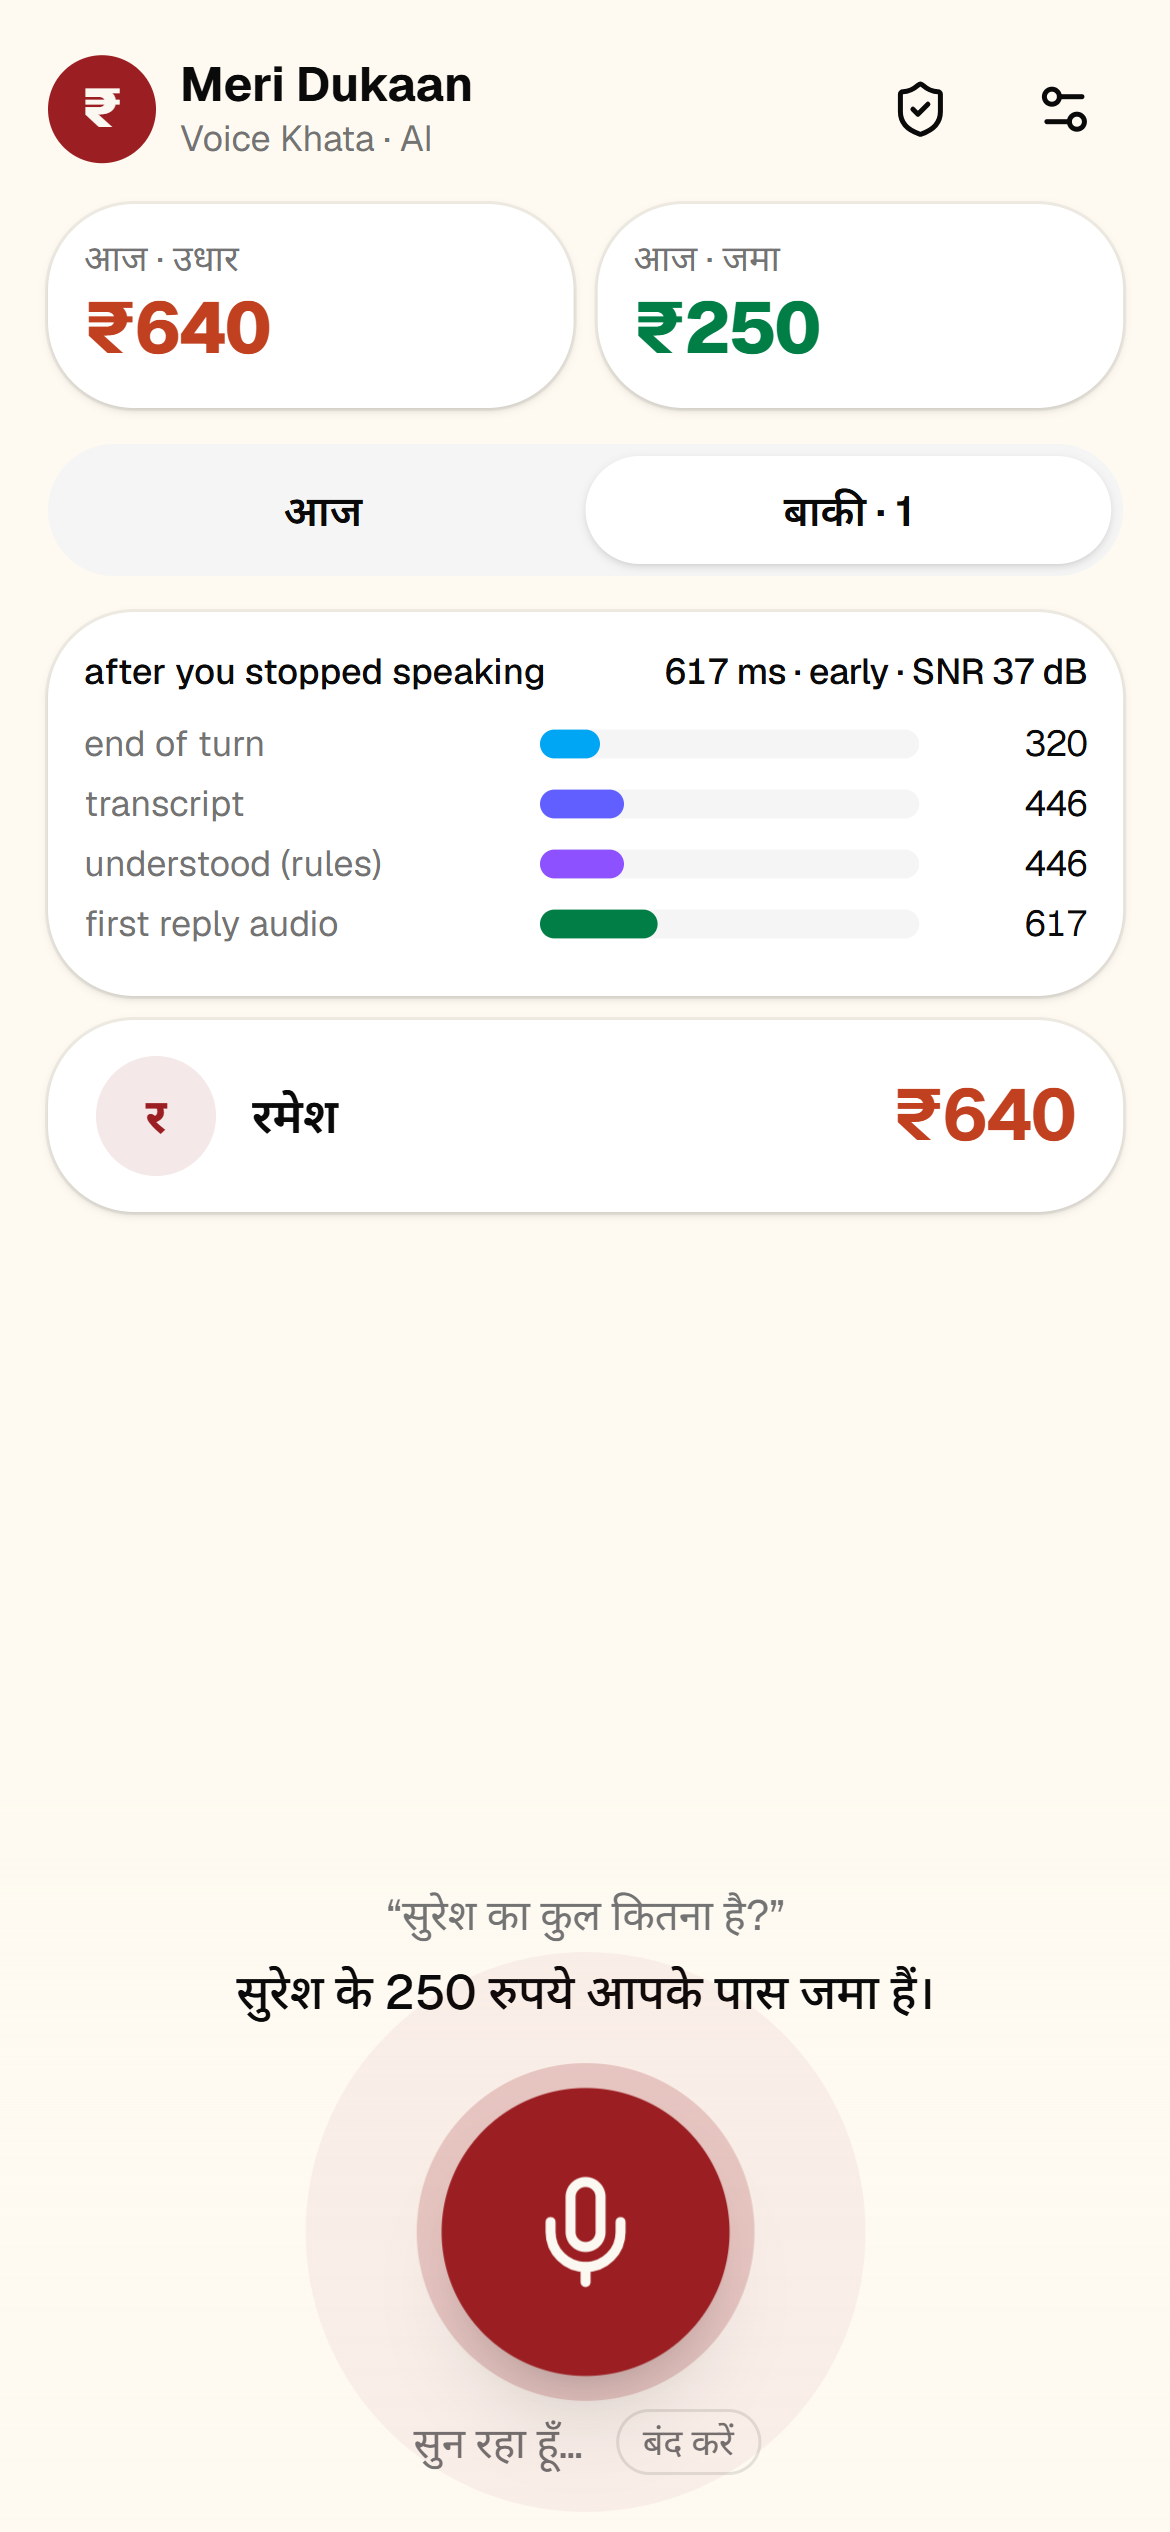 ₹
Meri Dukaan
Voice Khata · AI
आज · उधार
₹640
आज · जमा
₹250
आज
बाकी · 1
after you stopped speaking 617 ms · early · SNR 37 dB
end of turn 320
transcript 446
understood (rules) 446
first reply audio 617
र रमेश ₹640
“सुरेश का कुल कितना है?”
सुरेश के 250 रुपये आपके पास जमा हैं।
सुन रहा हूँ… बंद करें